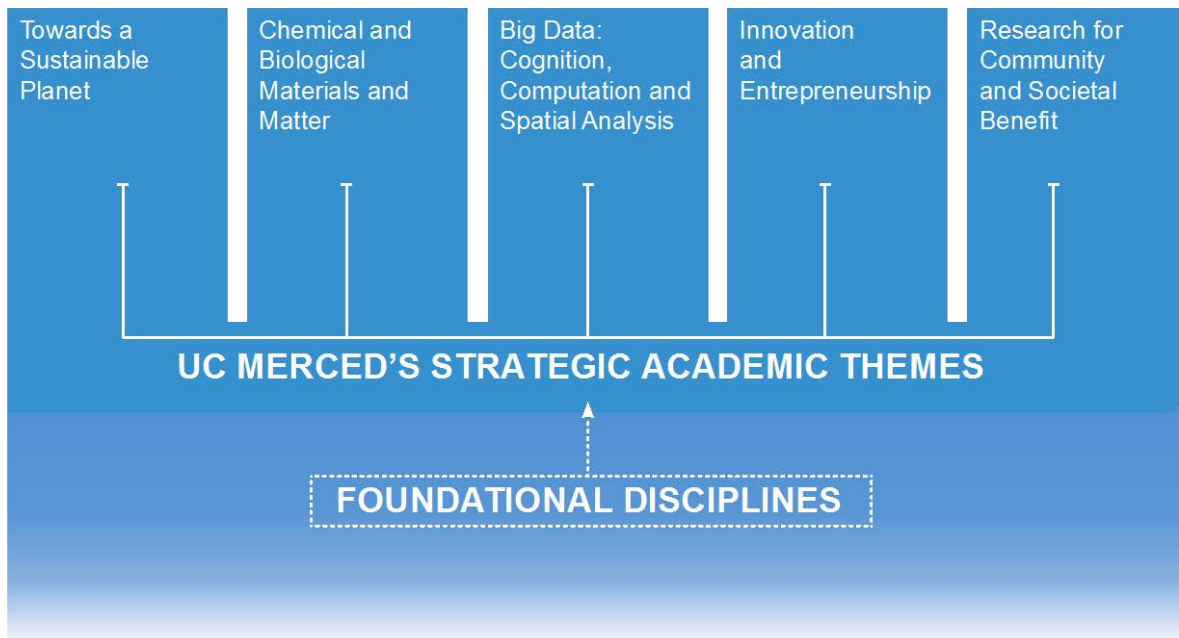 Towards a
Sustainable
Planet
Chemical and
Biological
Materials and
Matter
Big Data:
Cognition,
Computation and
Spatial Analysis
Innovation
and
Entrepreneurship
Research for
Community
and Societal
Benefit
UC MERCED’S STRATEGIC ACADEMIC THEMES
FOUNDATIONAL DISCIPLINES